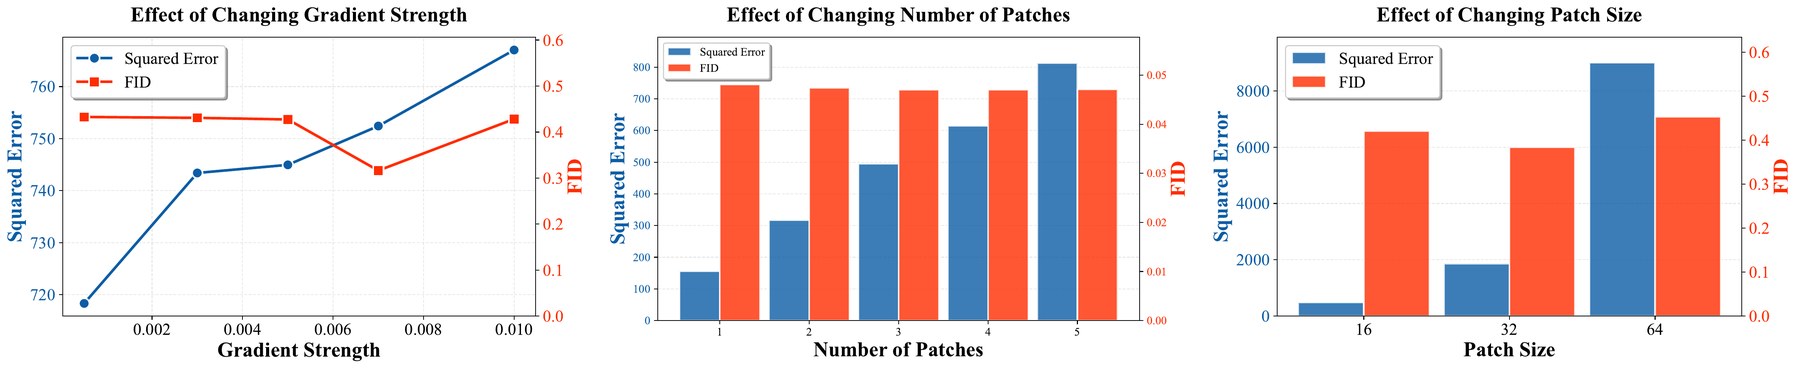 Effect of Changing Gradient Strength
Squared Error
FID
760
750
740
730
720
0.6
0.5
0.4
0.3
0.2
0.1
0.0
0.002
0.004
0.006
0.008
0.010
Squared Error
FID
Gradient Strength
Effect of Changing Number of Patches
Squared Error
FID
800
700
600
500
400
300
200
100
0
0.05
0.04
0.03
0.02
0.01
0.00
1
2
3
4
5
Squared Error
FID
Number of Patches
Effect of Changing Patch Size
Squared Error
FID
8000
6000
4000
2000
0
0.6
0.5
0.4
0.3
0.2
0.1
0.0
16
32
64
Squared Error
FID
Patch Size